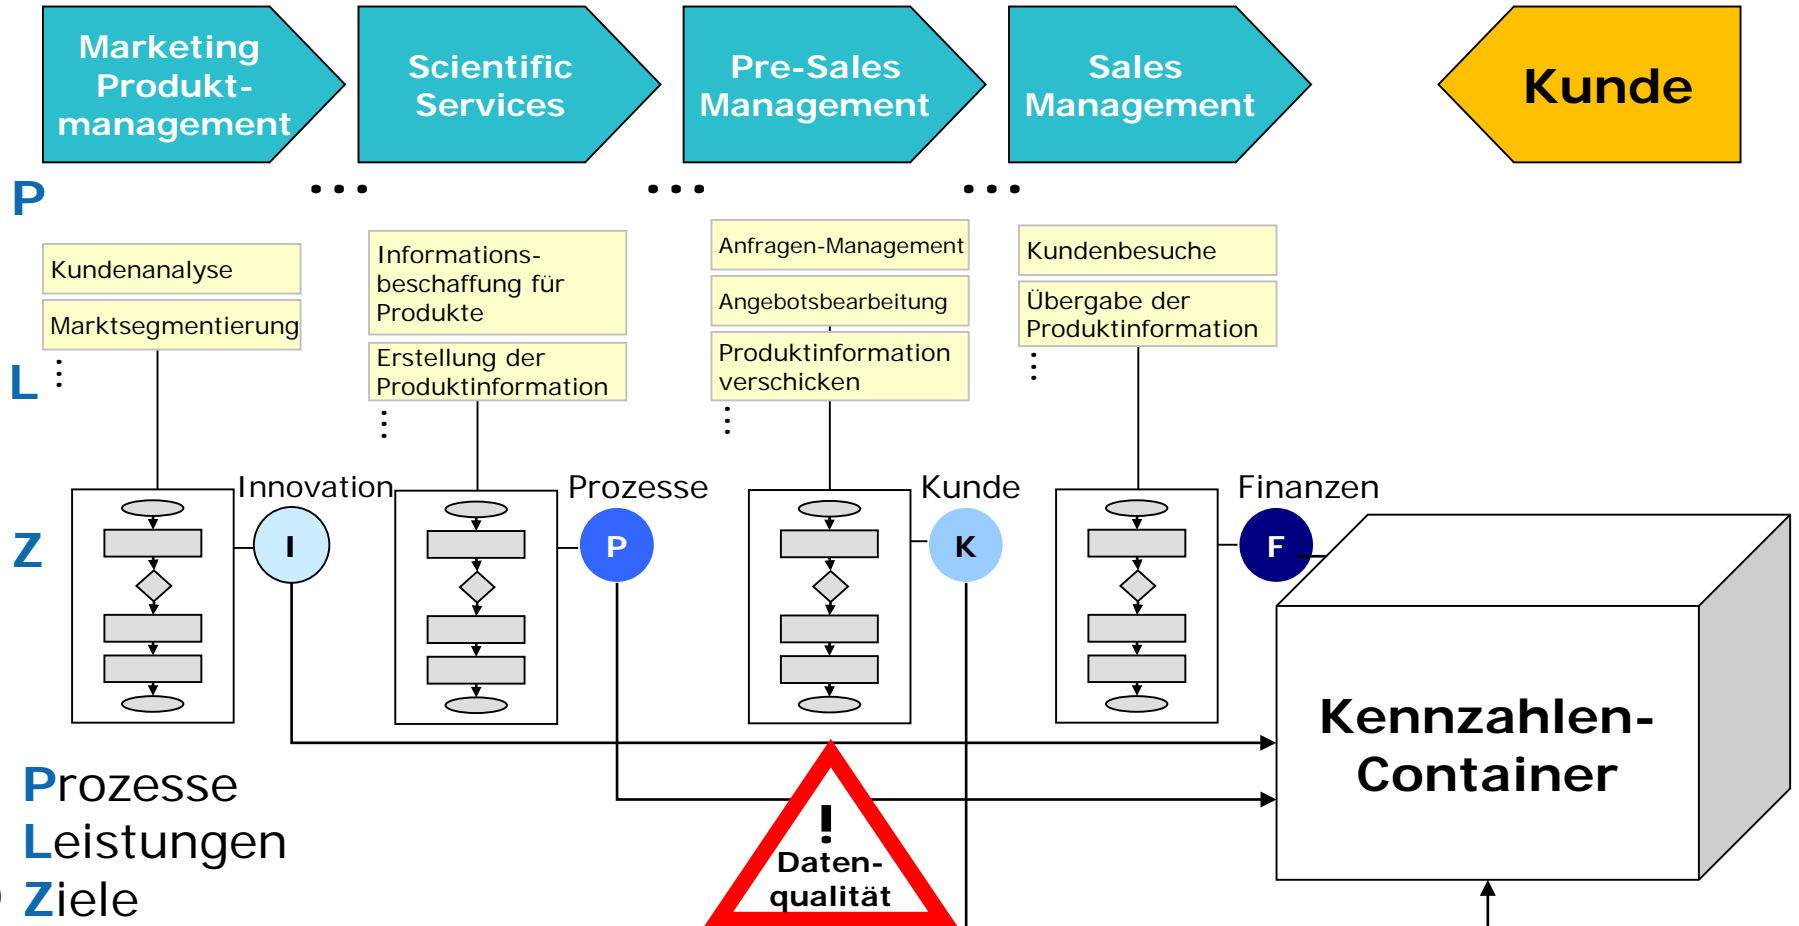 Marketing
Produkt-
management
Scientific
Services
Pre-Sales
Management
Sales
Management
Kunde
P
...
...
...
Kundenanalyse
Marktsegmentierung
...
Informations-
beschaffung für
Produkte
Erstellung der
Produktinformation
...
Anfragen-Management
Angebotsbearbeitung
Produktinformation
verschicken
...
Kundenbesuche
Übergabe der
Produktinformation
...
L
Z
Innovation
I
Prozesse
P
Kunde
K
Finanzen
F
Kennzahlen-
Container
!
Daten-
qualität
Prozesse
Leistungen
Ziele